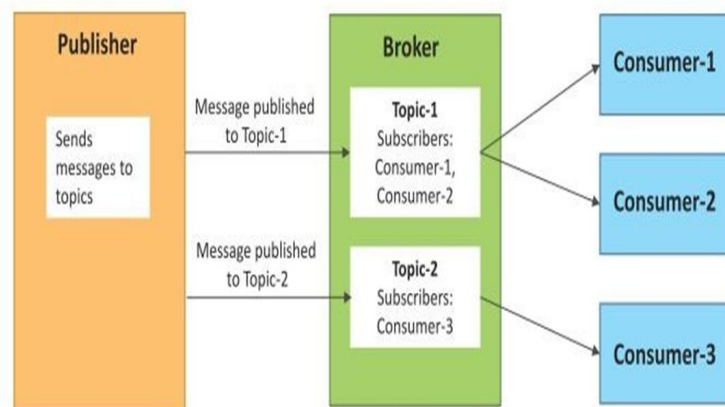 Publisher
Sends
messages to
topics
Message published
to Topic-1
Message published
to Topic-2
Broker
Topic-1
Subscribers:
Consumer-1,
Consumer-2
Topic-2
Subscribers:
Consumer-3
Consumer-1
Consumer-2
Consumer-3